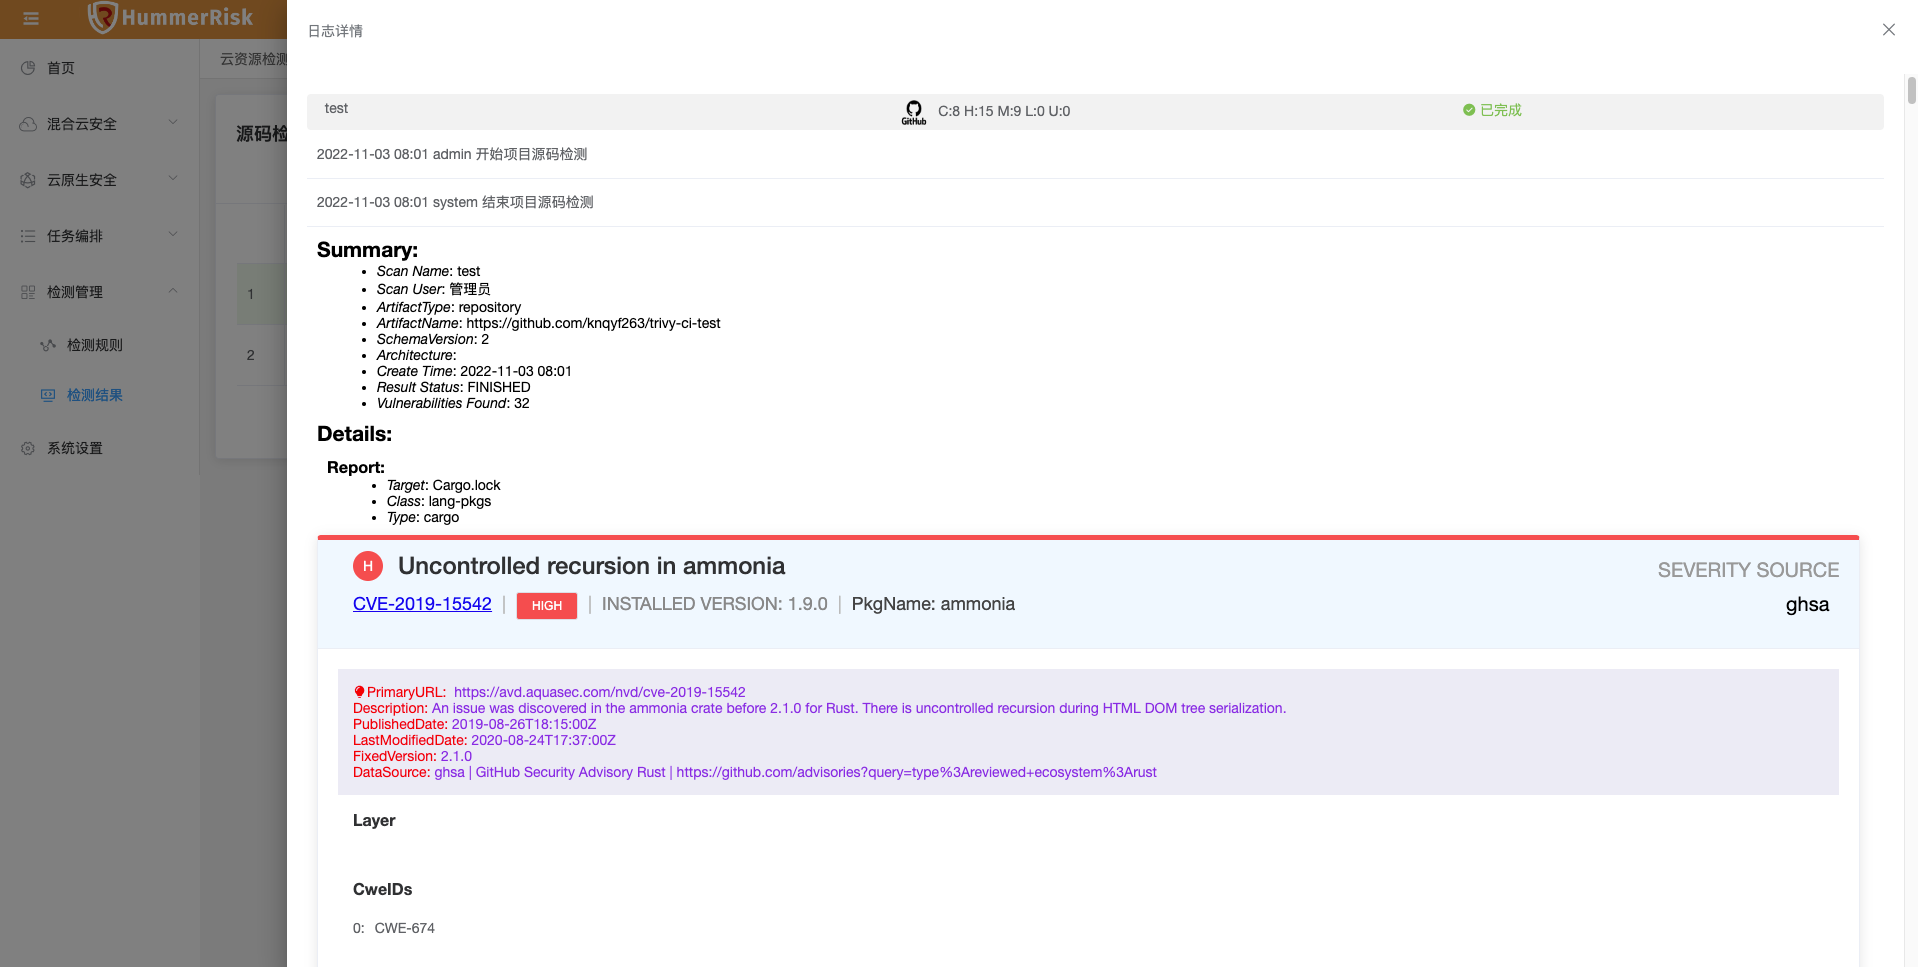 HummerRisk
首页
混合云安全
云原生安全
任务编排
检测管理
检测规则
检测结果
系统设置
云资源检测
源码检
1
2
日志详情
test
GitHub
C:8 H:15 M:9 L:0 U:0
已完成
2022-11-03 08:01 admin 开始项目源码检测
2022-11-03 08:01 system 结束项目源码检测
Summary:
Scan Name: test
Scan User: 管理员
ArtifactType: repository
ArtifactName: https://github.com/knqyf263/trivy-ci-test
SchemaVersion: 2
Architecture:
Create Time: 2022-11-03 08:01
Result Status: FINISHED
Vulnerabilities Found: 32
Details:
Report:
Target: Cargo.lock
Class: lang-pkgs
Type: cargo
H Uncontrolled recursion in ammonia
SEVERITY SOURCE
CVE-2019-15542 | HIGH | INSTALLED VERSION: 1.9.0 | PkgName: ammonia
ghsa
PrimaryURL: https://avd.aquasec.com/nvd/cve-2019-15542
Description: An issue was discovered in the ammonia crate before 2.1.0 for Rust. There is uncontrolled recursion during HTML DOM tree serialization.
PublishedDate: 2019-08-26T18:15:00Z
LastModifiedDate: 2020-08-24T17:37:00Z
FixedVersion: 2.1.0
DataSource: ghsa | GitHub Security Advisory Rust | https://github.com/advisories?query=type%3Areviewed+ecosystem%3Arust
Layer
CweIDs
0: CWE-674